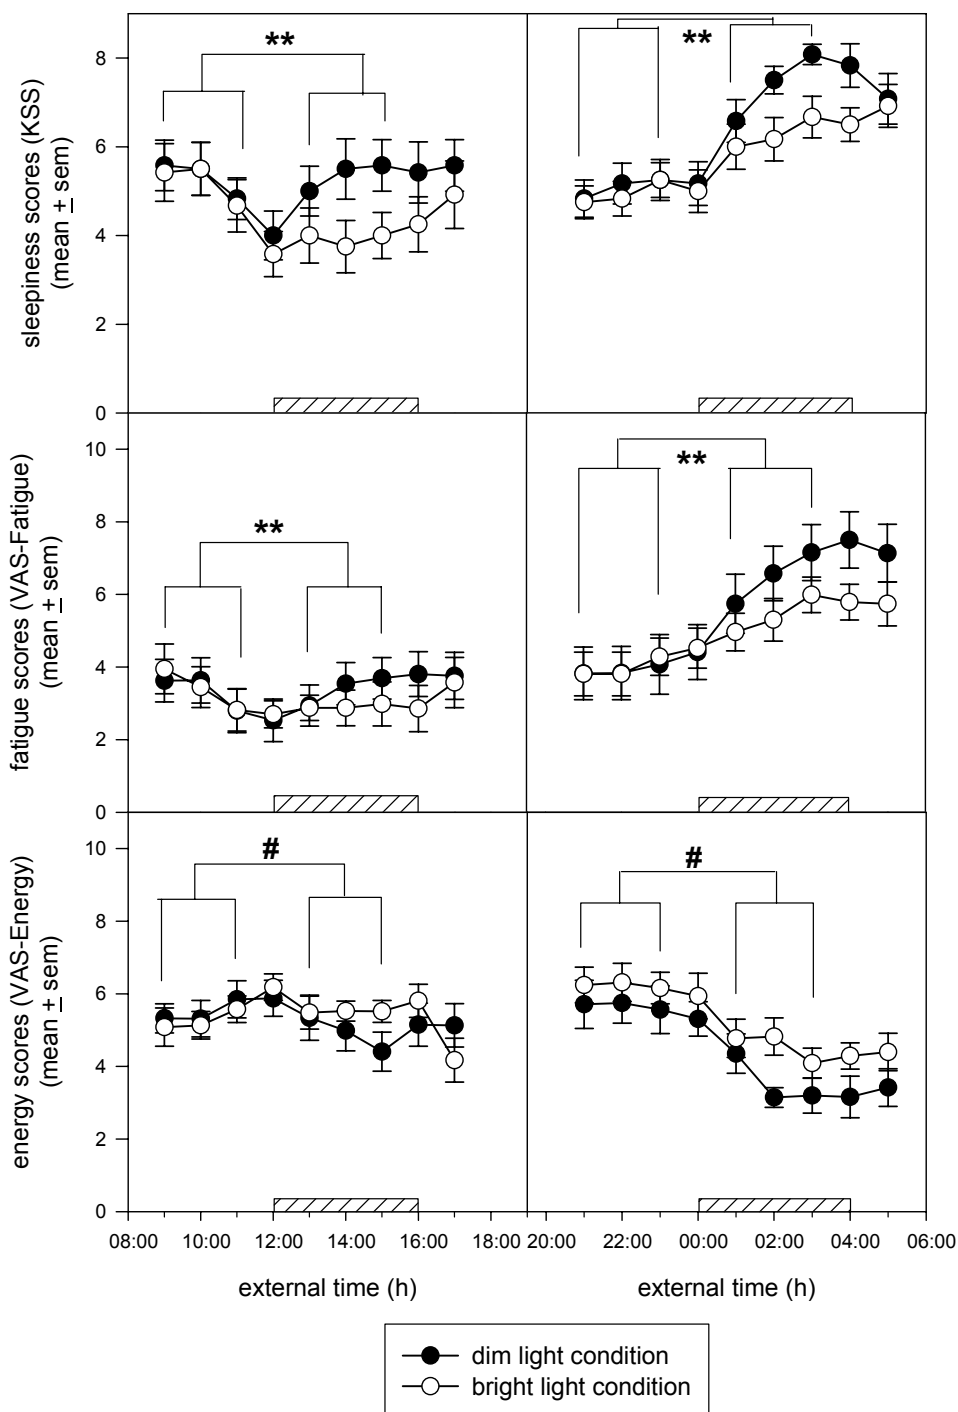 sleepiness scores (KSS)
(mean ± sem)
8
6
4
2
0
**
**
fatigue scores (VAS-Fatigue)
(mean ± sem)
10
8
6
4
2
0
**
**
energy scores (VAS-Energy)
(mean ± sem)
10
8
6
4
2
0
#
#
08:00 10:00 12:00 14:00 16:00 18:00 20:00 22:00 00:00 02:00 04:00 06:00
external time (h) external time (h)
dim light condition
bright light condition